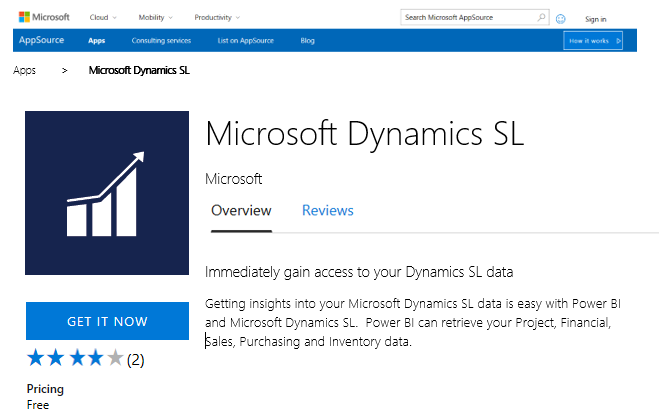 Microsoft Cloud Mobility Productivity Search Microsoft AppSource Sign in
AppSource Apps Consulting services List on AppSource Blog How it works
Apps > Microsoft Dynamics SL
Microsoft Dynamics SL
Microsoft
Overview Reviews
Immediately gain access to your Dynamics SL data
GET IT NOW
Getting insights into your Microsoft Dynamics SL data is easy with Power BI
and Microsoft Dynamics SL. Power BI can retrieve your Project, Financial,
Sales, Purchasing and Inventory data.
(2)
Pricing
Free